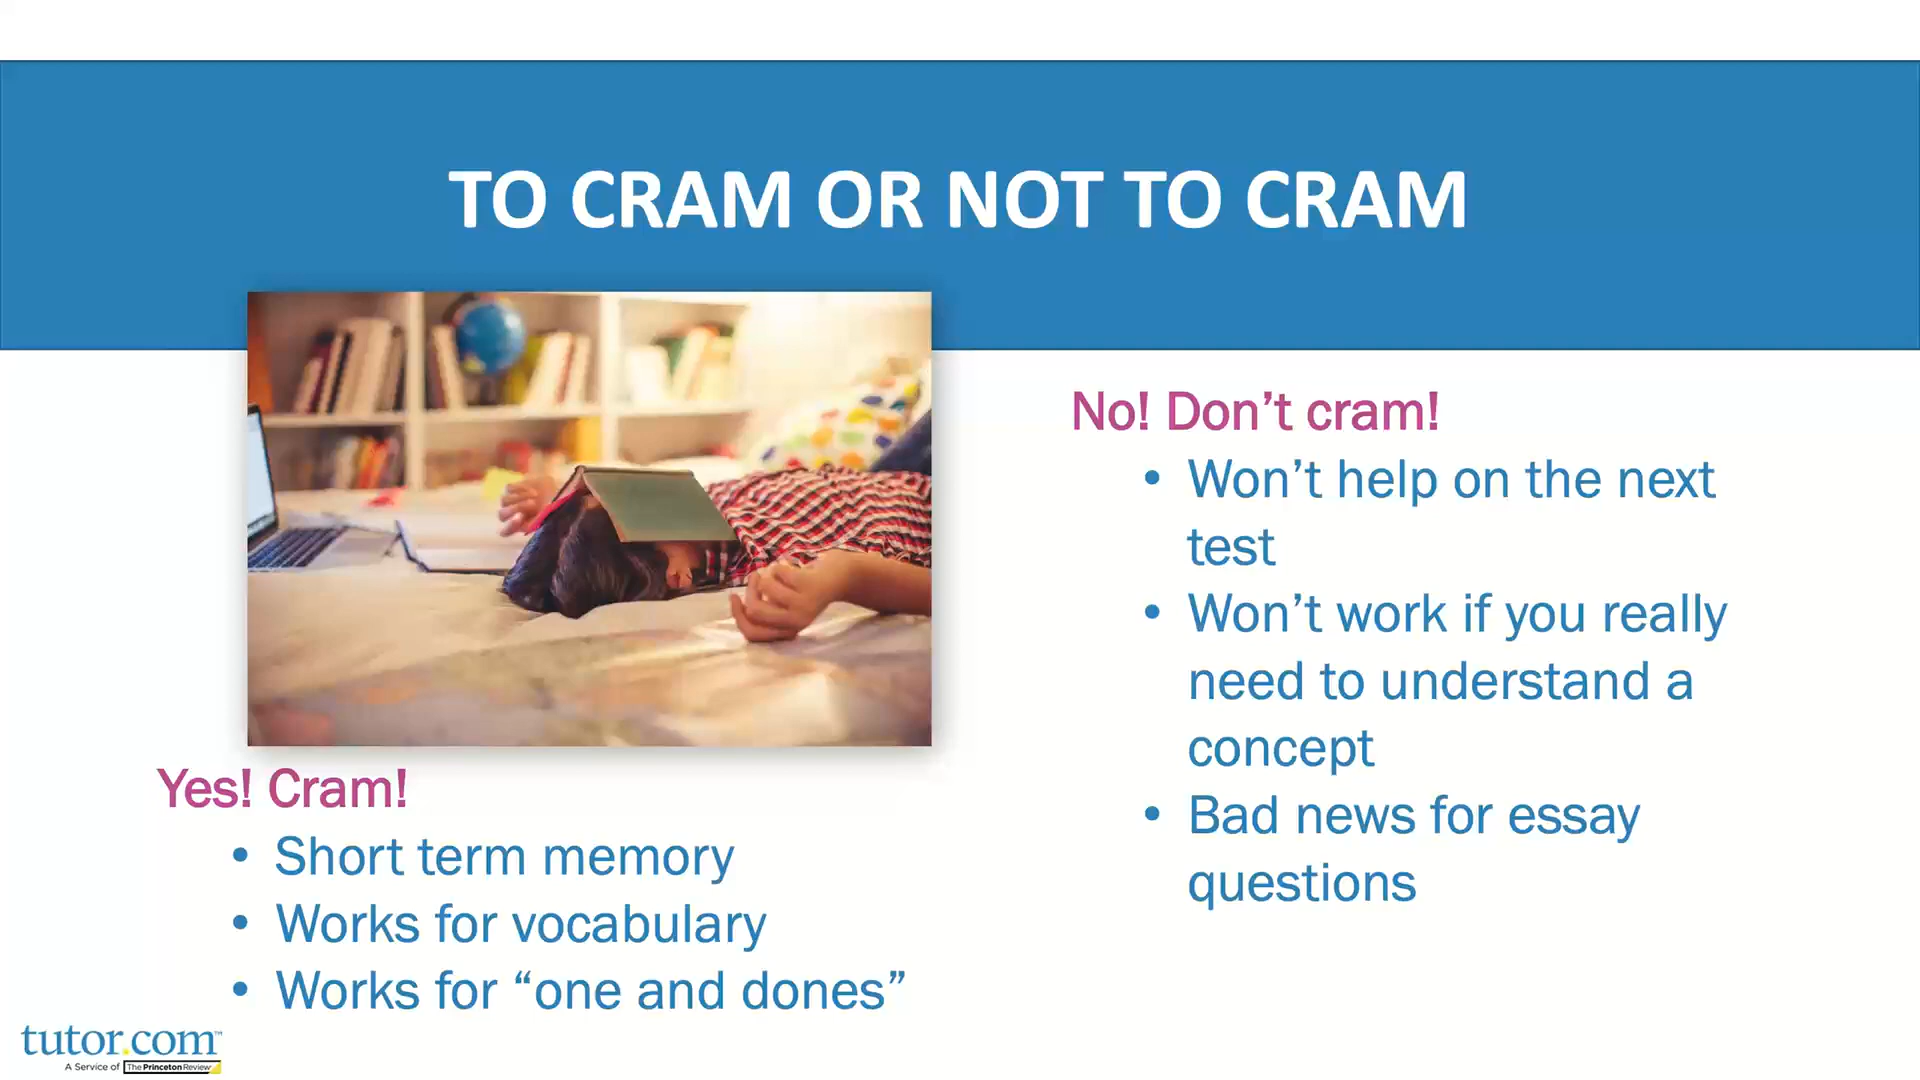 TO CRAM OR NOT TO CRAM
Yes! Cram!
• Short term memory
• Works for vocabulary
• Works for “one and dones”
No! Don’t cram!
• Won’t help on the next
test
• Won’t work if you really
need to understand a
concept
• Bad news for essay
questions
tutor.com™
A Service of The Princeton Review